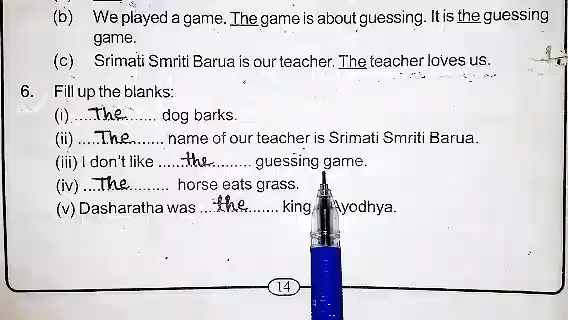 (b) We played a game. The game is about guessing. It is the guessing
game.
(c) Srimati Smriti Barua is our teacher. The teacher loves us.
6. Fill up the blanks:
(i) ....The.......... dog barks.
(ii) .....The........ name of our teacher is Srimati Smriti Barua.
(iii) I don't like .....the.......... guessing game.
(iv) ....The........... horse eats grass.
(v) Dasharatha was ...the........ king Ayodhya.
14